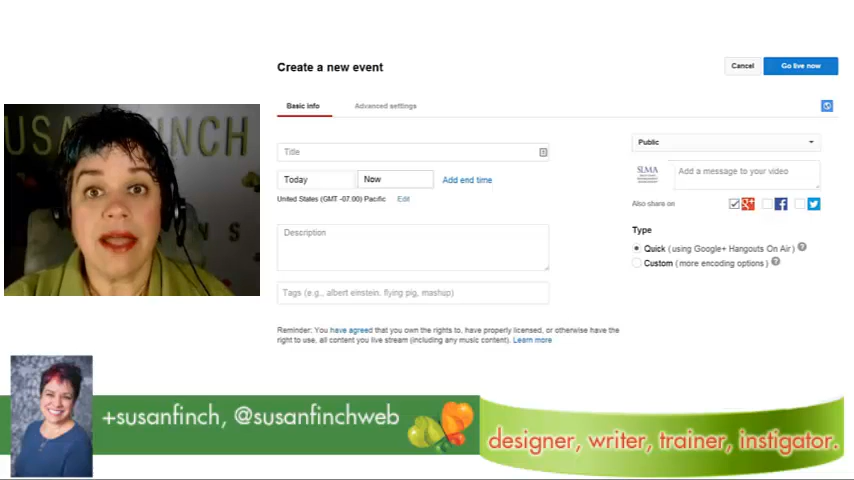 Create a new event
Cancel
Go live now
Basic info
Advanced settings
USAN FINCH
Title
Public
SLMA
Add a message to your video
Today
Now
Add end time
United States (GMT -07:00) Pacific
Edit
Also share on
Description
Type
Quick (using Google+ Hangouts On Air)
Custom (more encoding options)
Tags (e.g., albert einstein, flying pig, mashup)
Reminder: You have agreed that you own the rights to, have properly licensed, or otherwise have the
right to use, all content you live stream (including any music content). Learn more
+susanfinch, @susanfinchweb
designer, writer, trainer, instigator.